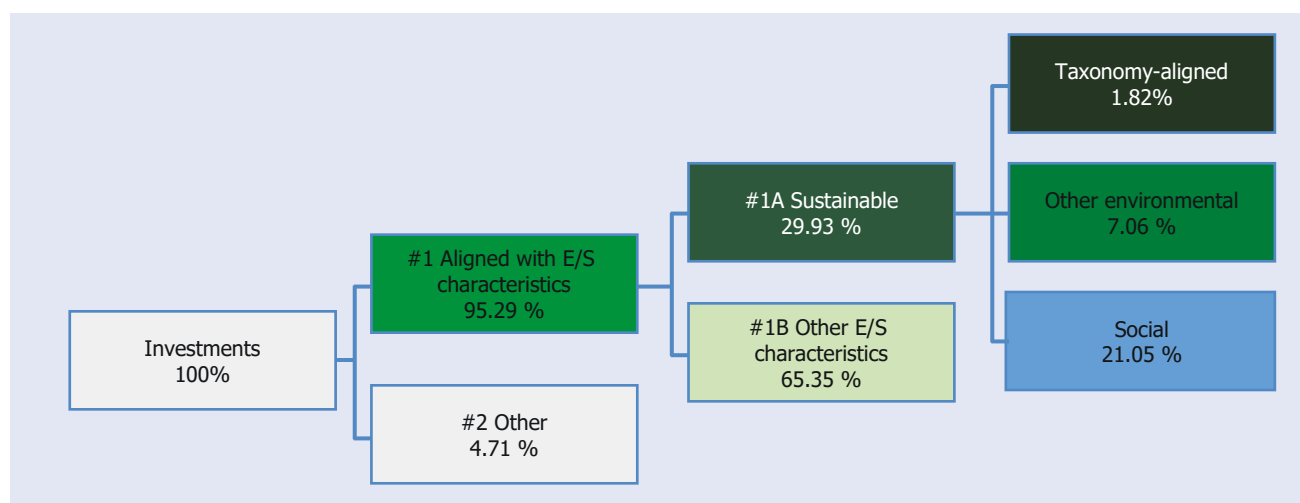 Investments
100%
#1 Aligned with E/S
characteristics
95.29 %
#2 Other
4.71 %
#1A Sustainable
29.93 %
#1B Other E/S
characteristics
65.35 %
Taxonomy-aligned
1.82%
Other environmental
7.06 %
Social
21.05 %